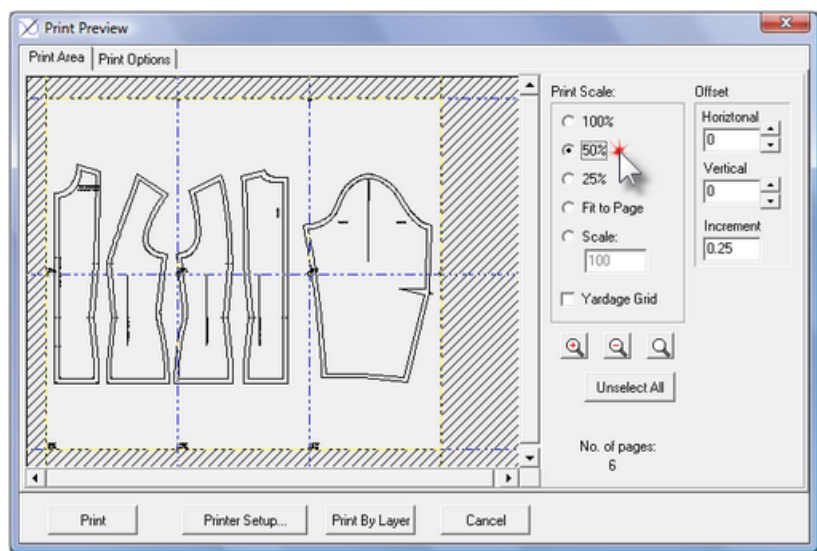 Print Preview
Print Area
Print Options
Print Scale:
100%
50%
25%
Fit to Page
Scale:
100
Yardage Grid
Unselect All
No. of pages:
6
Offset
Horiztonal
0
Vertical
0
Increment
0.25
Print
Printer Setup...
Print By Layer
Cancel